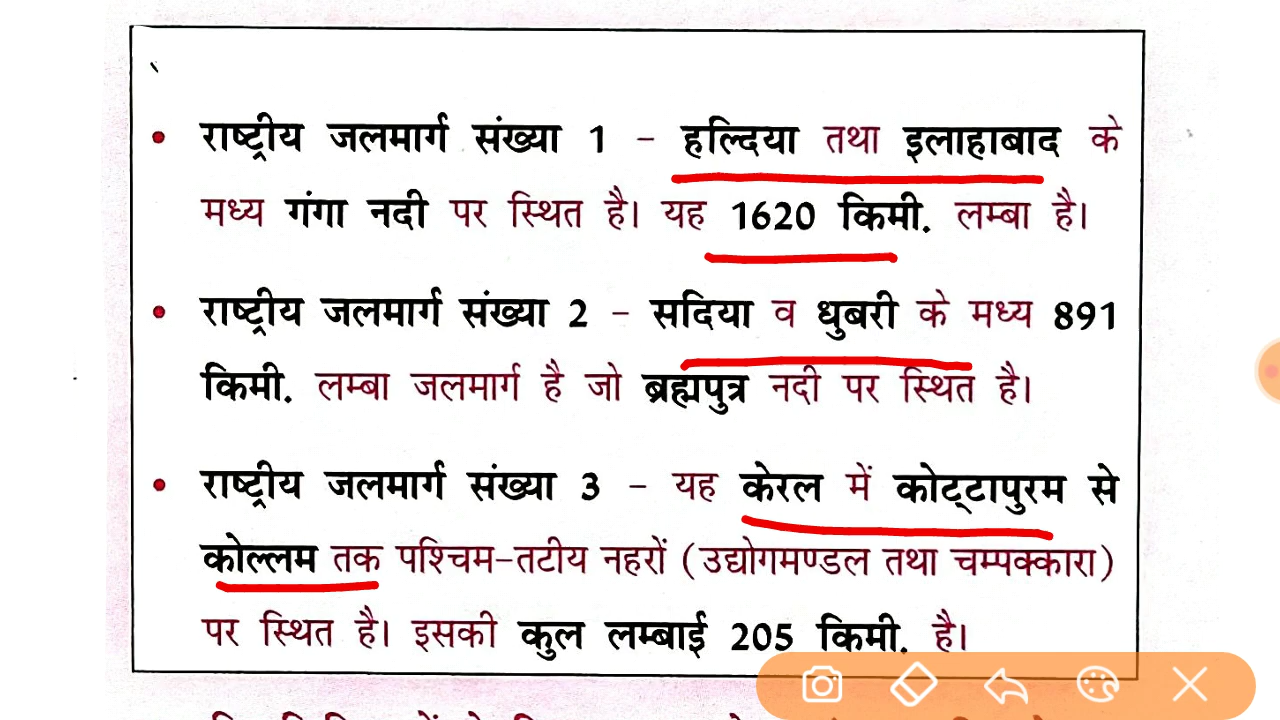 • राष्ट्रीय जलमार्ग संख्या 1 - हल्दिया तथा इलाहाबाद के
मध्य गंगा नदी पर स्थित है। यह 1620 किमी. लम्बा है।
• राष्ट्रीय जलमार्ग संख्या 2 - सदिया व धुबरी के मध्य 891
किमी. लम्बा जलमार्ग है जो ब्रह्मपुत्र नदी पर स्थित है।
• राष्ट्रीय जलमार्ग संख्या 3 - यह केरल में कोट्टापुरम से
कोल्लम तक पश्चिम-तटीय नहरों (उद्योगमण्डल तथा चम्पक्कारा)
पर स्थित है। इसकी कुल लम्बाई 205 किमी. है।